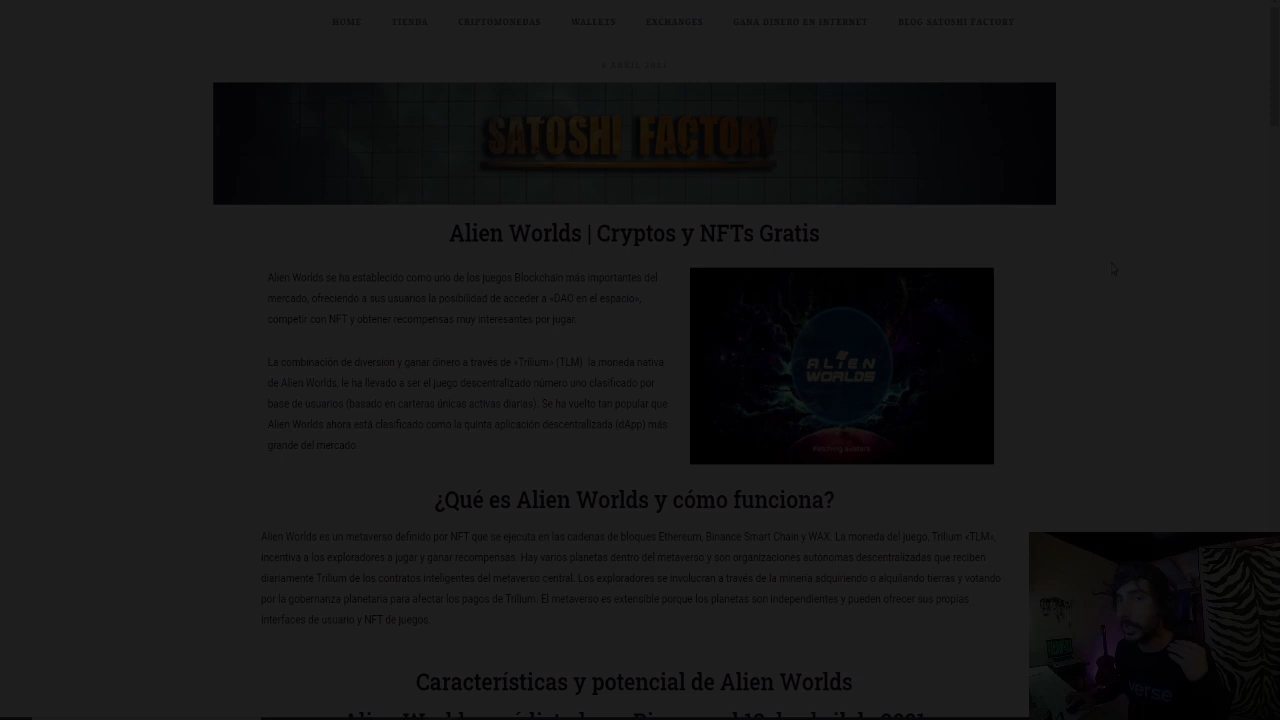 HOME TIENDA CRIPTOMONEDAS WALLETS EXCHANGES GANA DINERO EN INTERNET BLOG SATOSHI FACTORY
ABRIL 2021
SATOSHI FACTORY
Alien Worlds | Cryptos y NFTs Gratis
Alien Worlds se ha establecido como uno de los juegos Blockchain más importantes del
mercado, ofreciendo a sus usuarios la posibilidad de acceder a «DAO en el espacio»,
competir con NFT y obtener recompensas muy interesantes por jugar.
La combinación de diversión y ganar dinero a través de «Trilium» (TLM) la moneda nativa
de Alien Worlds, le ha llevado a ser el juego descentralizado número uno clasificado por
base de usuarios (basado en carteras únicas activas diarias). Se ha vuelto tan popular que
Alien Worlds ahora está clasificado como la quinta aplicación descentralizada (dApp) más
grande del mercado
ALIEN
WORLDS
¿Qué es Alien Worlds y cómo funciona?
Alien Worlds es un metaverso definido por NFT que se ejecuta en las cadenas de bloques Ethereum, Binance Smart Chain y WAX. La moneda del juego, Trilium «TLM»,
incentiva a los exploradores a jugar y ganar recompensas. Hay varios planetas dentro del metaverso y son organizaciones autónomas descentralizadas que reciben
diariamente Trilium de los contratos inteligentes del metaverso central. Los exploradores se involucran a través de la minería adquiriendo o alquilando tierras y votando
por la gobernanza planetaria para afectar los pagos de Trilium. El metaverso es extensible porque los planetas son independientes y pueden ofrecer sus propias
interfaces de usuario y NFT de juegos.
verse
Características y potencial de Alien Worlds